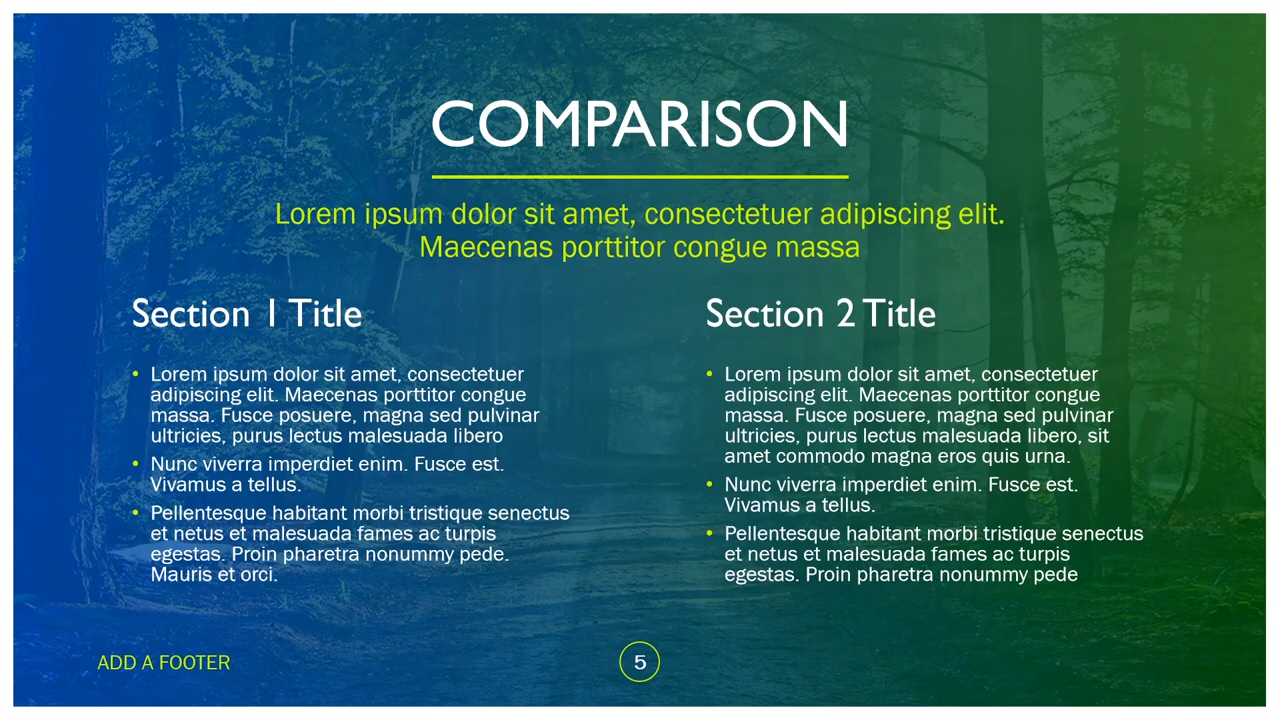 COMPARISON
Lorem ipsum dolor sit amet, consectetuer adipiscing elit.
Maecenas porttitor congue massa
Section 1 Title
• Lorem ipsum dolor sit amet, consectetuer
adipiscing elit. Maecenas porttitor congue
massa. Fusce posuere, magna sed pulvinar
ultricies, purus lectus malesuada libero
• Nunc viverra imperdiet enim. Fusce est.
Vivamus a tellus.
• Pellentesque habitant morbi tristique senectus
et netus et malesuada fames ac turpis
egestas. Proin pharetra nonummy pede.
Mauris et orci.
Section 2 Title
• Lorem ipsum dolor sit amet, consectetuer
adipiscing elit. Maecenas porttitor congue
massa. Fusce posuere, magna sed pulvinar
ultricies, purus lectus malesuada libero, sit
amet commodo magna eros quis urna.
• Nunc viverra imperdiet enim. Fusce est.
Vivamus a tellus.
• Pellentesque habitant morbi tristique senectus
et netus et malesuada fames ac turpis
egestas. Proin pharetra nonummy pede
ADD A FOOTER
5